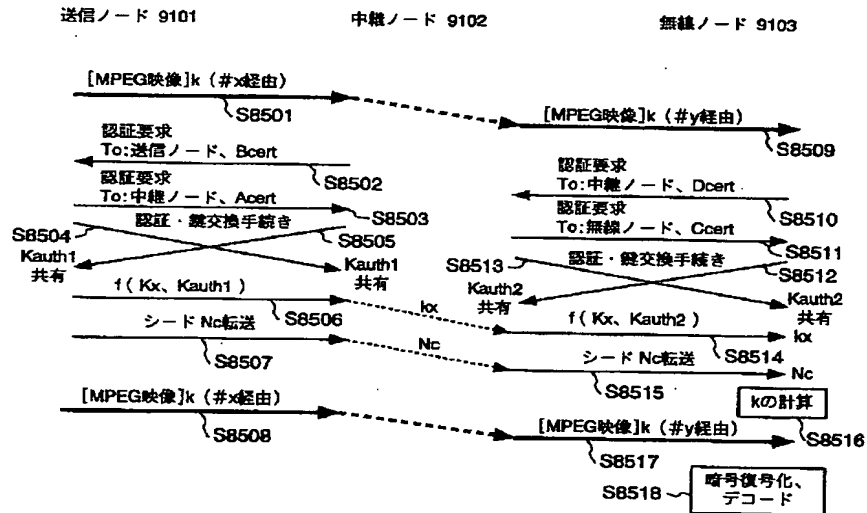 送信ノード 9101
中継ノード 9102
無線ノード 9103
[MPEG映像]k (#x経由)
S8501
[MPEG映像]k (#y経由)
S8509
認証要求
To:送信ノード、Bcert
S8502
認証要求
To:中継ノード、Acert
S8503
認証・鍵交換手続き
S8504
S8505
Kauth1
共有
Kauth1
共有
認証要求
To:中継ノード、Dcert
S8510
認証要求
To:無線ノード、Ccert
S8511
認証・鍵交換手続き
S8513
S8512
Kauth2
共有
Kauth2
共有
f(Kx、Kauth1)
S8506
kx
f(Kx、Kauth2)
kx
S8514
シード Nc転送
S8507
Nc
シード Nc転送
Nc
S8515
kの計算
S8516
[MPEG映像]k (#x経由)
S8508
[MPEG映像]k (#y経由)
S8517
S8518
暗号復号化、
デコード